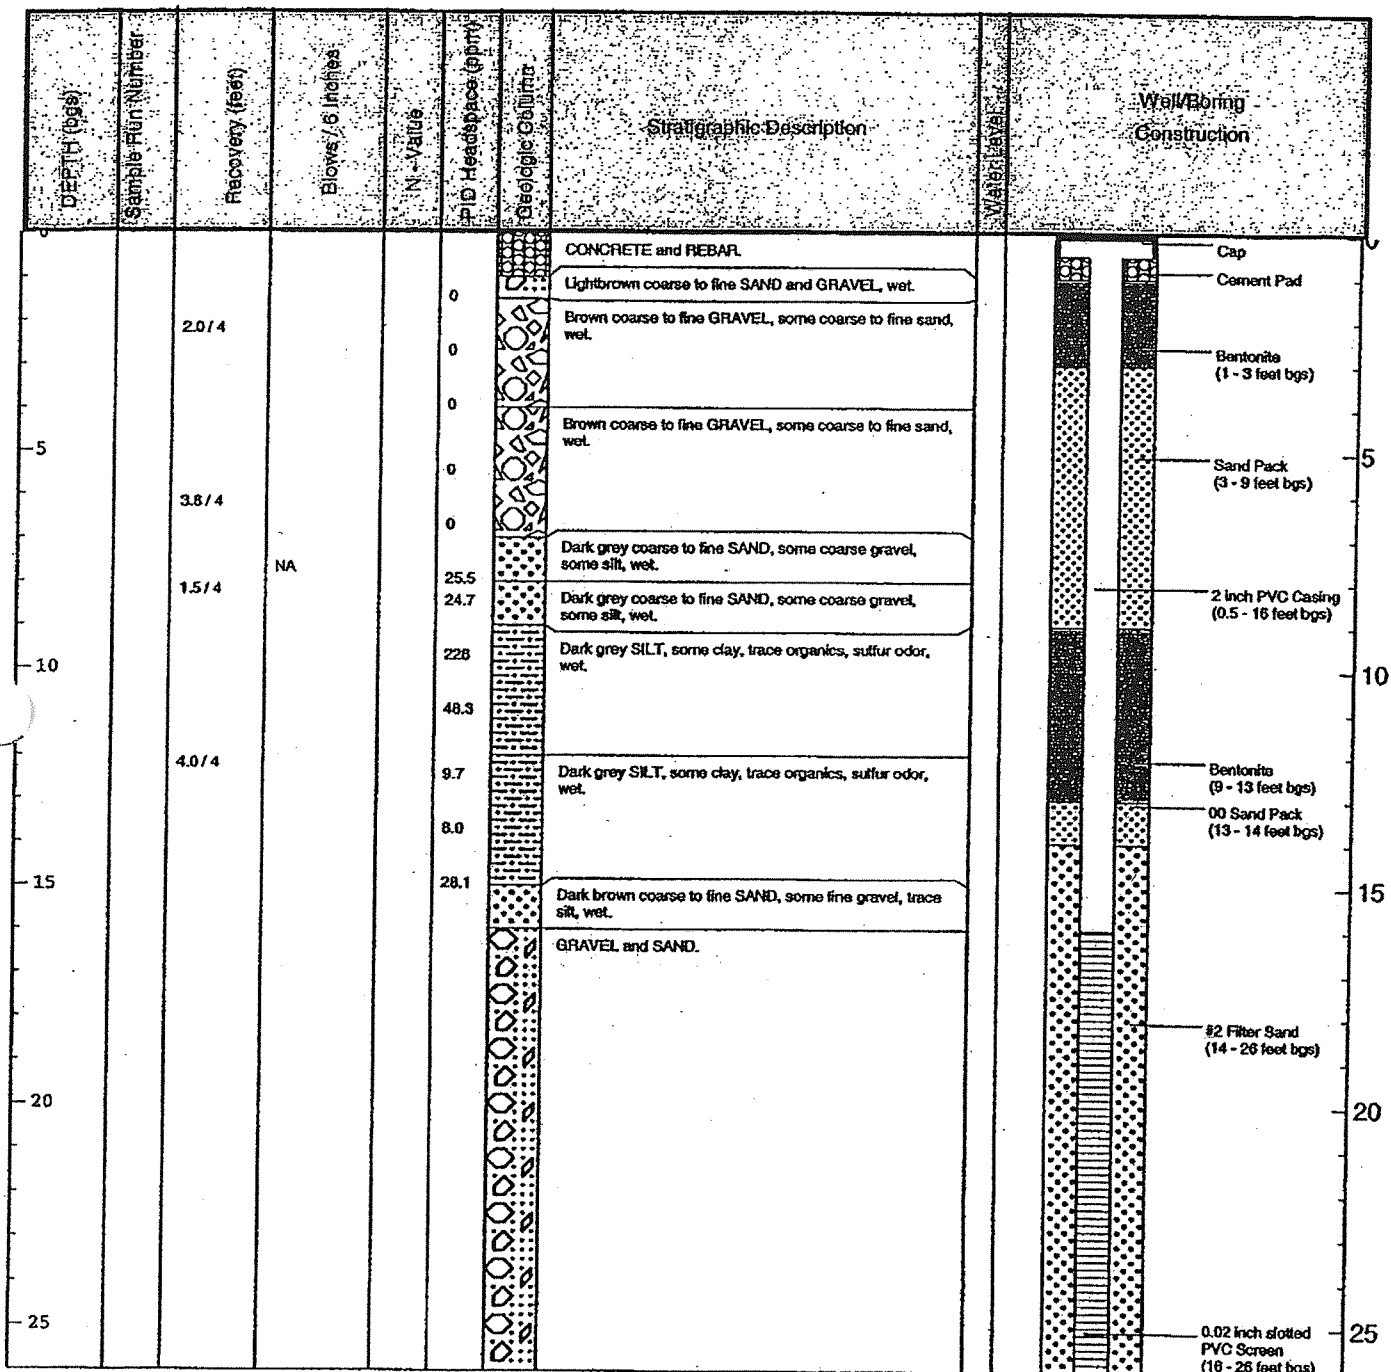 DEPTH (bgs)
Sample Run Number
Recovery (feet)
Blows / 6 Inches
N - Value
PID Headspace (ppm)
Geologic Column
Stratigraphic Description
Water Level
Well/Boring
Construction
0
CONCRETE and REBAR.
Cap
Lightbrown coarse to fine SAND and GRAVEL, wet.
Cement Pad
0
Brown coarse to fine GRAVEL, some coarse to fine sand,
wet.
2.0 / 4
0
Bentonite
(1 - 3 feet bgs)
0
Brown coarse to fine GRAVEL, some coarse to fine sand,
wet.
5
5
0
Sand Pack
(3 - 9 feet bgs)
3.8 / 4
0
Dark grey coarse to fine SAND, some coarse gravel,
some silt, wet.
NA
25.5
1.5 / 4
24.7
Dark grey coarse to fine SAND, some coarse gravel,
some silt, wet.
2 inch PVC Casing
(0.5 - 16 feet bgs)
228
Dark grey SILT, some clay, trace organics, sulfur odor,
wet.
10
10
48.3
4.0 / 4
9.7
Dark grey SILT, some clay, trace organics, sulfur odor,
wet.
Bentonite
(9 - 13 feet bgs)
00 Sand Pack
(13 - 14 feet bgs)
8.0
15
28.1
15
Dark brown coarse to fine SAND, some fine gravel, trace
silt, wet.
GRAVEL and SAND.
#2 Filter Sand
(14 - 26 feet bgs)
20
20
25
25
0.02 inch slotted
PVC Screen
(16 - 26 feet bgs)